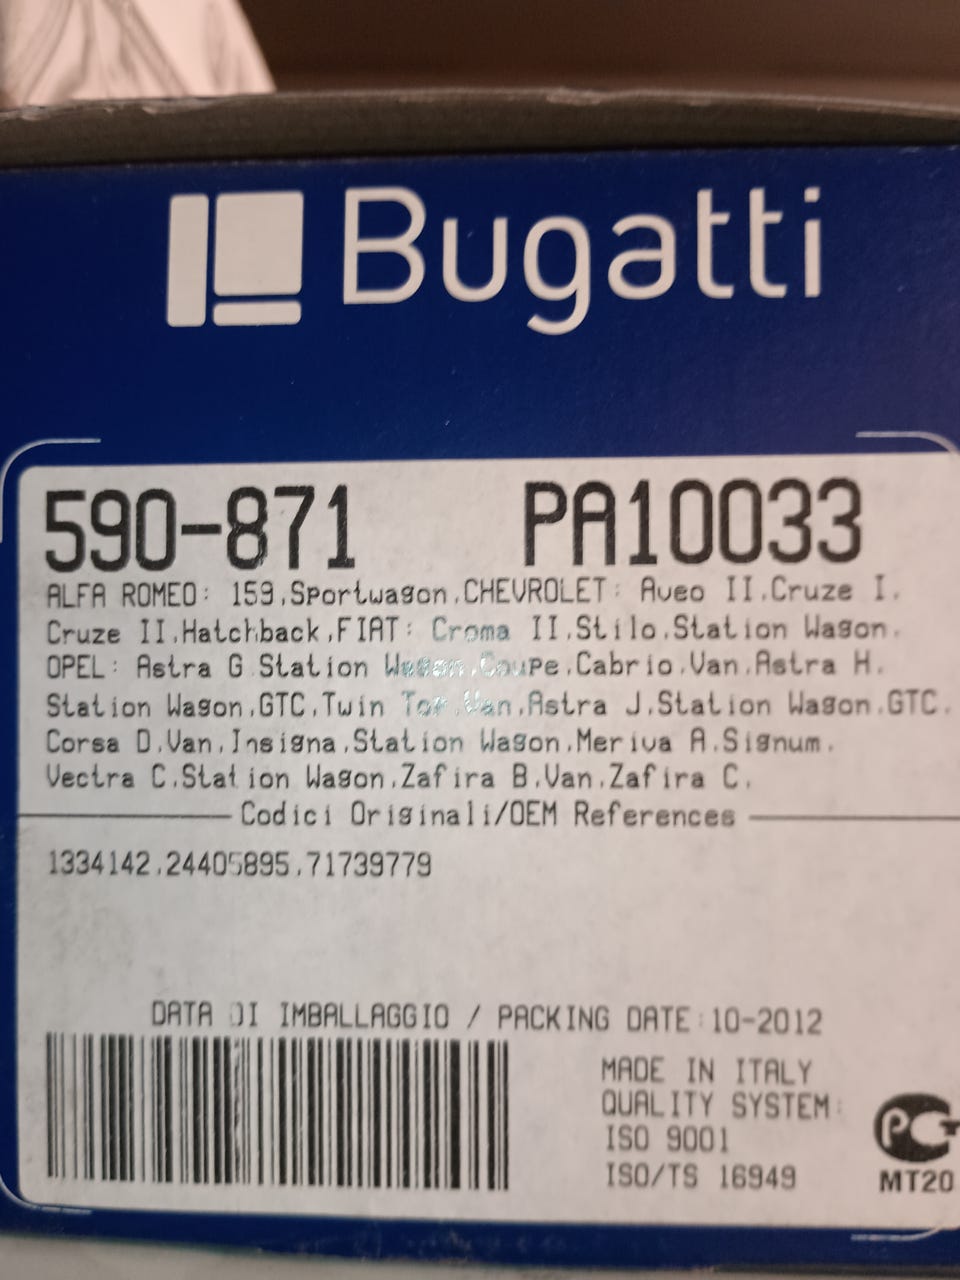 Bugatti
590-871 PA10033
ALFA ROMEO: 159,Sportwagon,CHEVROLET: Aveo II,Cruze I,
Cruze II,Hatchback,FIAT: Croma II,Stilo,Station Wagon,
OPEL: Astra G,Station Wagon,Coupe,Cabrio,Van,Astra H,
Station Wagon,GTC,Twin Top,Van,Astra J,Station Wagon,GTC,
Corsa D,Van,Insigna,Station Wagon,Meriva A,Signum,
Vectra C,Station Wagon,Zafira B,Van,Zafira C,
Codici Originali/OEM References
1334142,24405895,71739779
DATA DI IMBALLAGGIO / PACKING DATE:10-2012
MADE IN ITALY
QUALITY SYSTEM:
ISO 9001
ISO/TS 16949
MT20